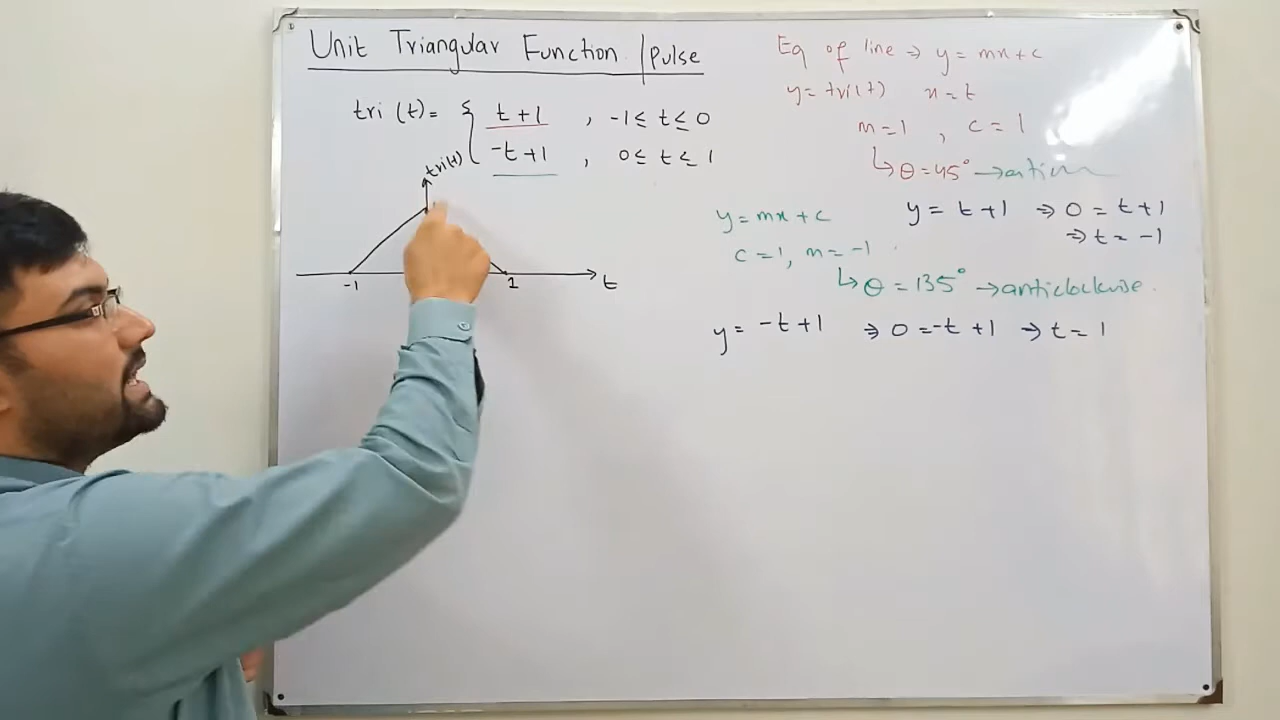 Unit Triangular Function /Pulse
tri (t) = { t+1 , -1 ≤ t ≤ 0
-t+1 , 0 ≤ t ≤ 1
tri(t)
-1 1 t
Eq of line ⇒ y = mx + c
y = tri(t) x = t
m = 1 , c = 1
↳ θ = 45°
y = t+1 ⇒ 0 = t+1
⇒ t = -1
y = mx + c
c = 1, m = -1
↳ θ = 135° → anticlockwise.
y = -t+1 ⇒ 0 = -t+1 ⇒ t = 1